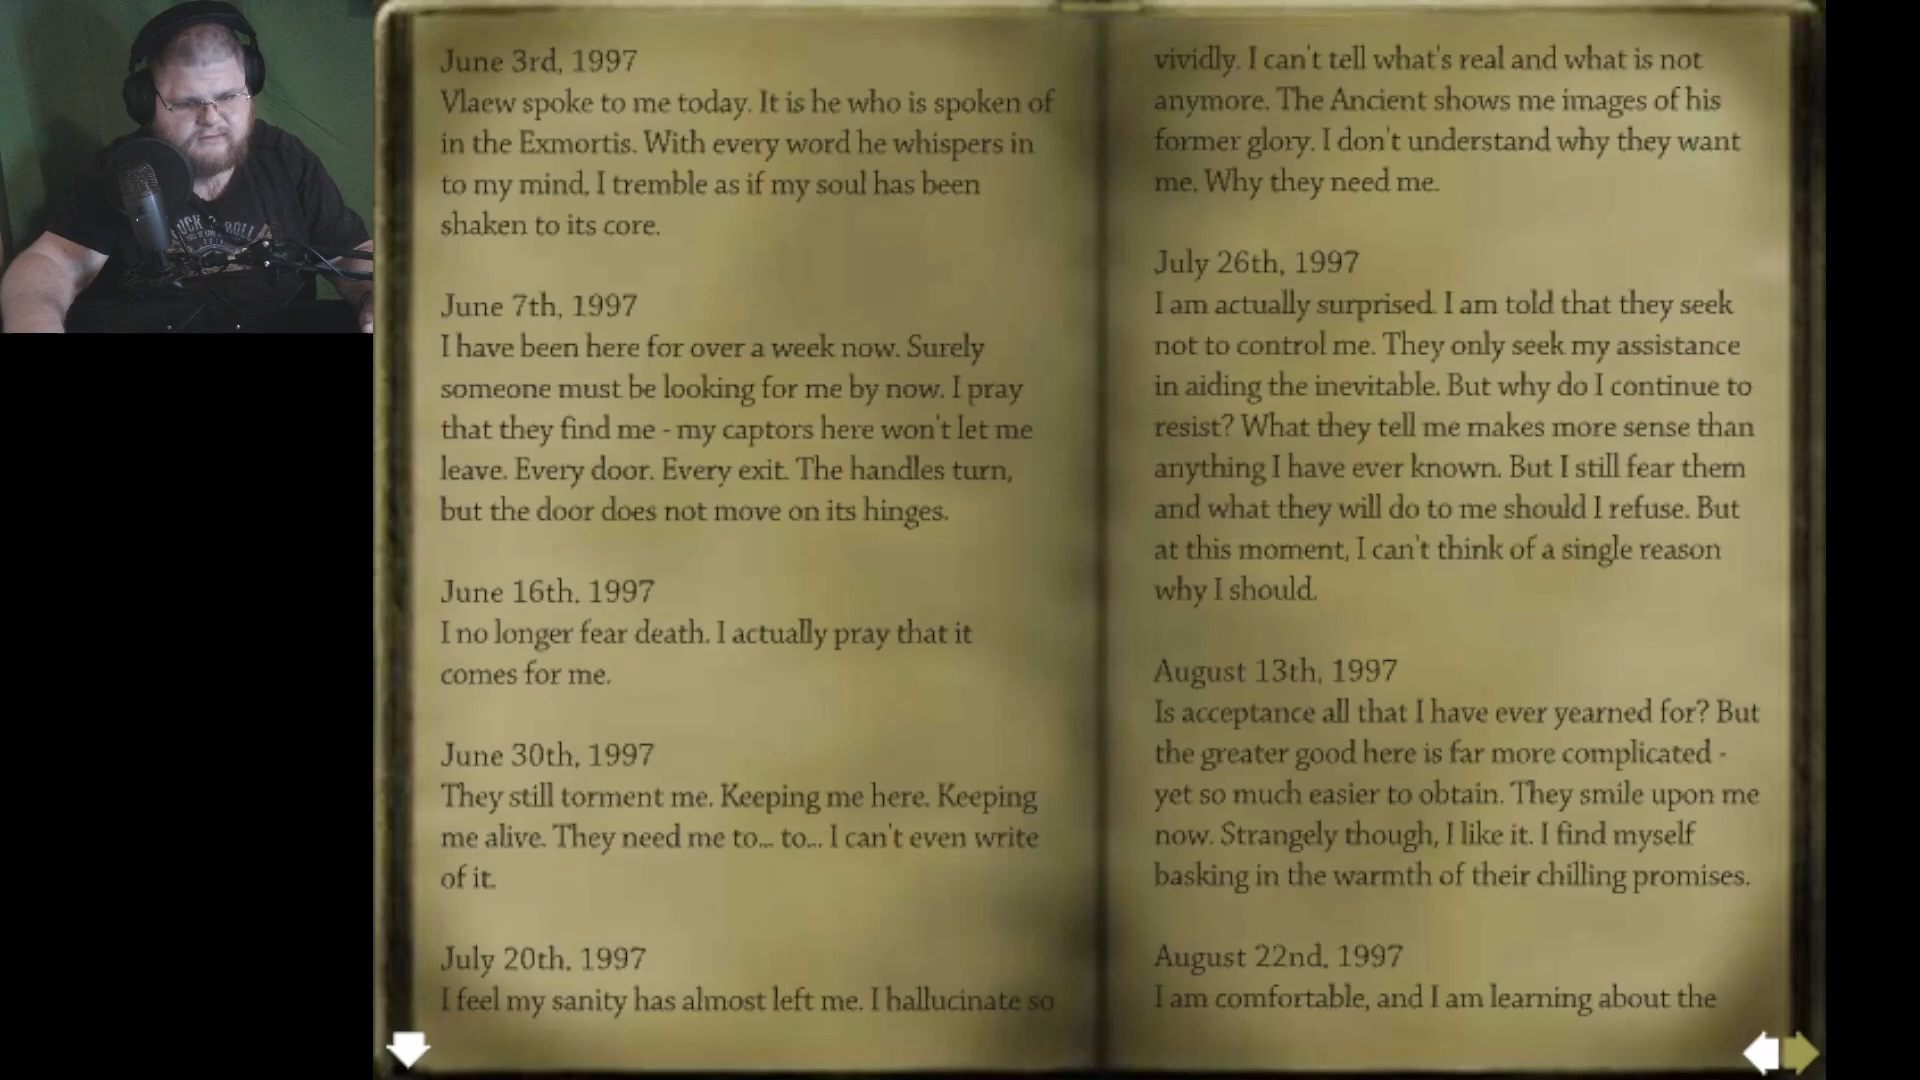 June 3rd, 1997
Vlaew spoke to me today. It is he who is spoken of
in the Exmortis. With every word he whispers in
to my mind, I tremble as if my soul has been
shaken to its core.
June 7th, 1997
I have been here for over a week now. Surely
someone must be looking for me by now. I pray
that they find me - my captors here won't let me
leave. Every door. Every exit. The handles turn,
but the door does not move on its hinges.
June 16th, 1997
I no longer fear death. I actually pray that it
comes for me.
June 30th, 1997
They still torment me. Keeping me here. Keeping
me alive. They need me to... to... I can't even write
of it.
July 20th, 1997
I feel my sanity has almost left me. I hallucinate so
vividly. I can't tell what's real and what is not
anymore. The Ancient shows me images of his
former glory. I don't understand why they want
me. Why they need me.
July 26th, 1997
I am actually surprised. I am told that they seek
not to control me. They only seek my assistance
in aiding the inevitable. But why do I continue to
resist? What they tell me makes more sense than
anything I have ever known. But I still fear them
and what they will do to me should I refuse. But
at this moment, I can't think of a single reason
why I should.
August 13th, 1997
Is acceptance all that I have ever yearned for? But
the greater good here is far more complicated -
yet so much easier to obtain. They smile upon me
now. Strangely though, I like it. I find myself
basking in the warmth of their chilling promises.
August 22nd, 1997
I am comfortable, and I am learning about the
ROLL